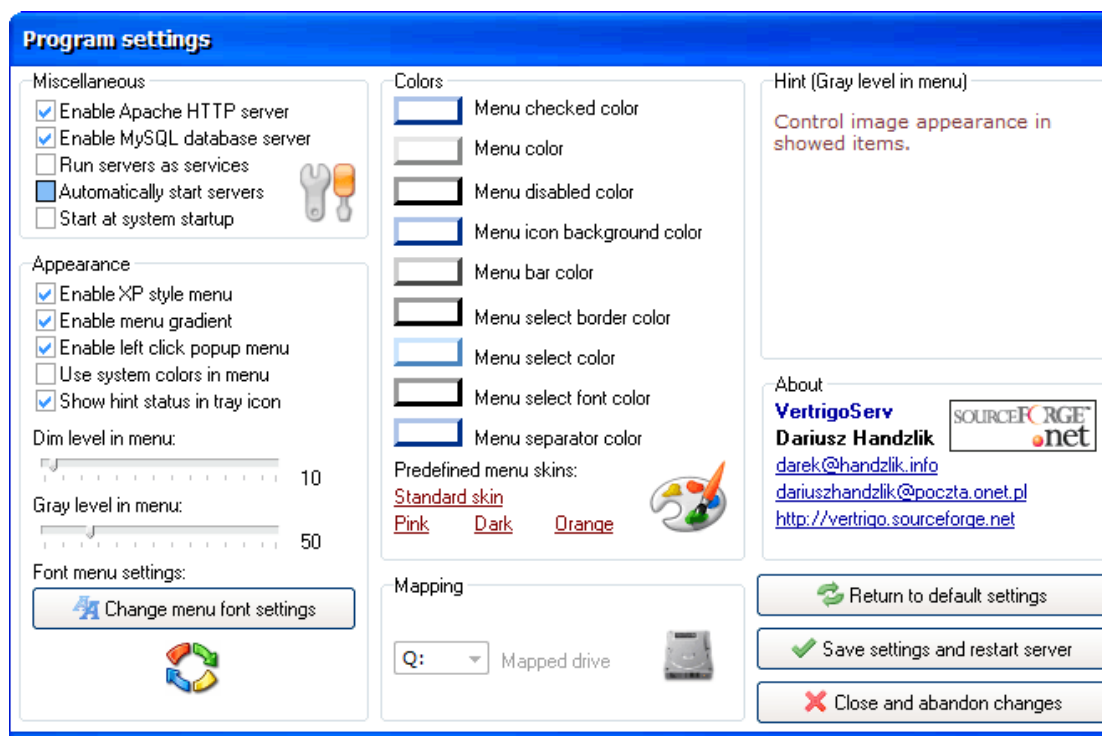 Program settings
Miscellaneous
Enable Apache HTTP server
Enable MySQL database server
Run servers as services
Automatically start servers
Start at system startup
Appearance
Enable XP style menu
Enable menu gradient
Enable left click popup menu
Use system colors in menu
Show hint status in tray icon
Dim level in menu:
10
Gray level in menu:
50
Font menu settings:
Change menu font settings
Colors
Menu checked color
Menu color
Menu disabled color
Menu icon background color
Menu bar color
Menu select border color
Menu select color
Menu select font color
Menu separator color
Predefined menu skins:
Standard skin
Pink Dark Orange
Mapping
Q: Mapped drive
Hint (Gray level in menu)
Control image appearance in
showed items.
About
VertrigoServ
Dariusz Handzlik
darek@handzlik.info
dariuszhandzlik@poczta.onet.pl
http://vertrigo.sourceforge.net
SOURCEFORGE
net
Return to default settings
Save settings and restart server
Close and abandon changes